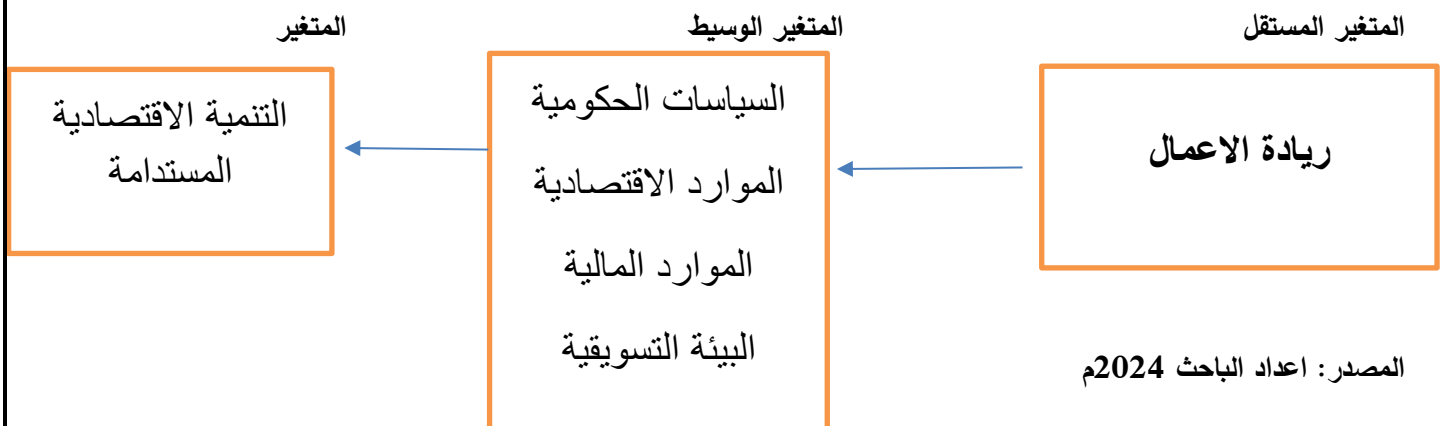 المتغير المستقل
المتغير الوسيط
المتغير
ريادة الاعمال
السياسات الحكومية
الموارد الاقتصادية
الموارد المالية
البيئة التسويقية
التنمية الاقتصادية
المستدامة
المصدر: اعداد الباحث 2024م